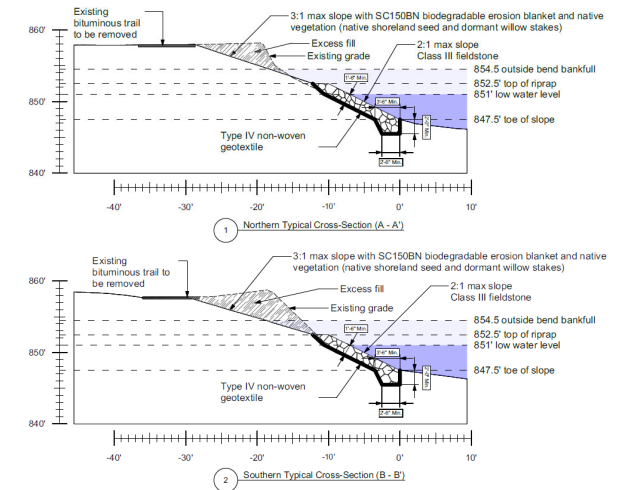 Existing
bituminous trail
to be removed
3:1 max slope with SC150BN biodegradable erosion blanket and native
vegetation (native shoreland seed and dormant willow stakes)
Excess fill
Existing grade
2:1 max slope
Class III fieldstone
860'
850'
840'
1'-6" Min.
3'-6" Min.
2'-0" Min.
2'-6" Min.
854.5 outside bend bankfull
852.5' top of riprap
851' low water level
847.5' toe of slope
Type IV non-woven
geotextile
-40' -30' -20' -10' 0' 10'
1 Northern Typical Cross-Section (A - A')
Existing
bituminous trail to
be removed
3:1 max slope with SC150BN biodegradable erosion blanket and native
vegetation (native shoreland seed and dormant willow stakes)
Excess fill
Existing grade
2:1 max slope
Class III fieldstone
860'
850'
840'
1'-6" Min.
3'-6" Min.
2'-0" Min.
2'-6" Min.
854.5 outside bend bankfull
852.5' top of riprap
851' low water level
847.5' toe of slope
Type IV non-woven
geotextile
-40' -30' -20' -10' 0' 10'
2 Southern Typical Cross-Section (B - B')